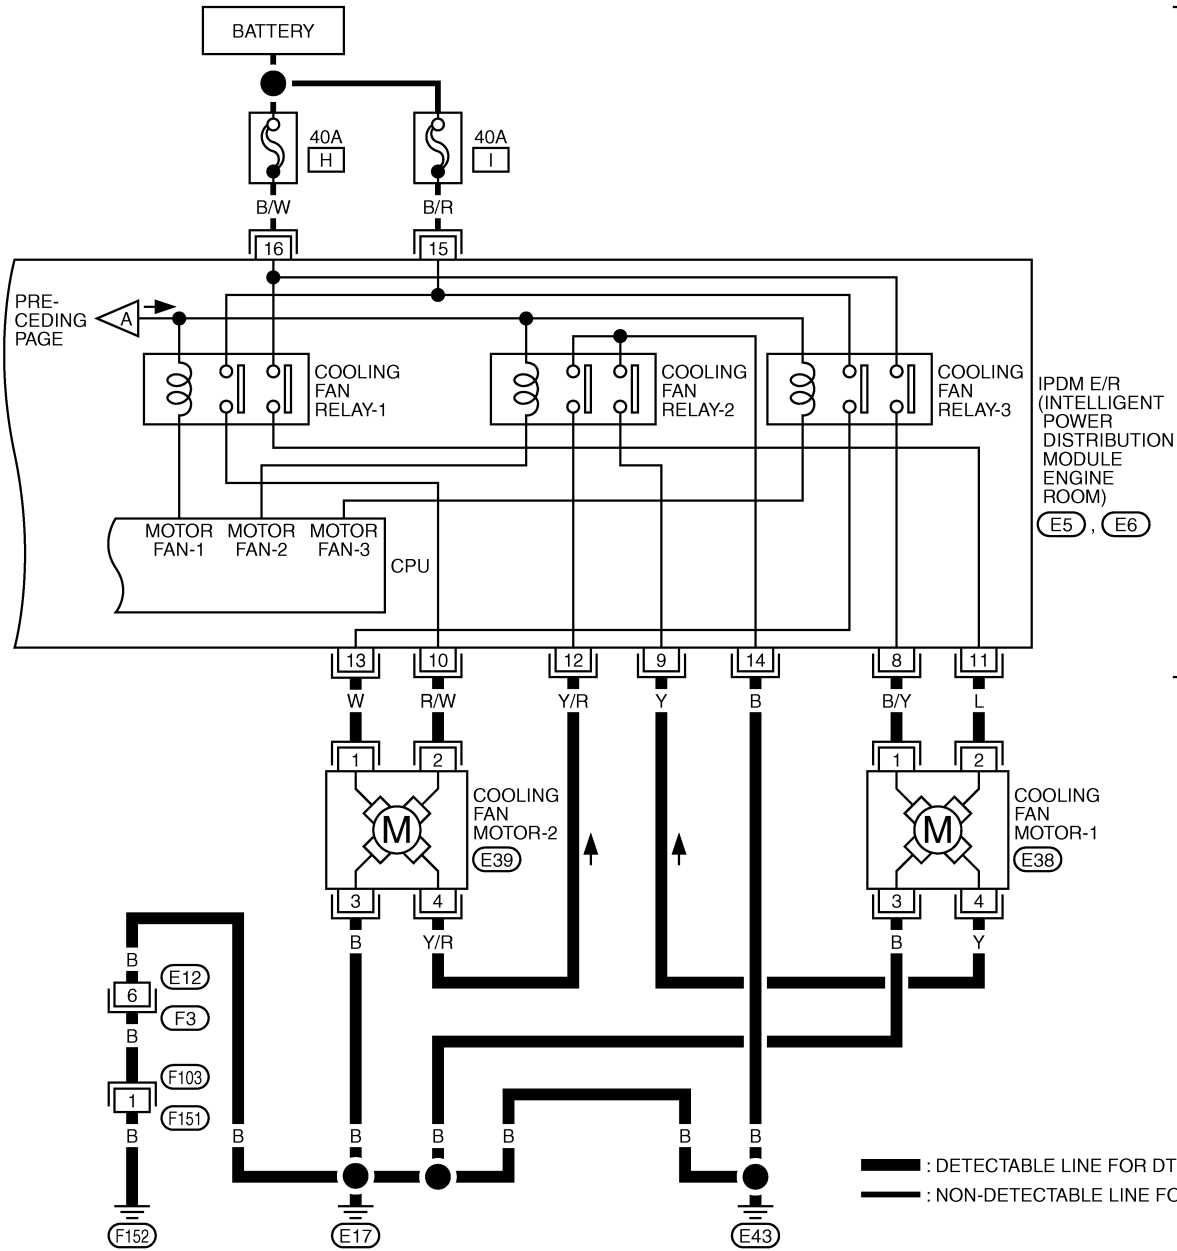 BATTERY
40A
H
40A
I
B/W
B/R
16
15
PRE-
CEDING
PAGE
A
COOLING
FAN
RELAY-1
COOLING
FAN
RELAY-2
COOLING
FAN
RELAY-3
IPDM E/R
(INTELLIGENT
POWER
DISTRIBUTION
MODULE
ENGINE
ROOM)
E5 , E6
MOTOR
FAN-1
MOTOR
FAN-2
MOTOR
FAN-3
CPU
13
10
12
9
14
8
11
W
R/W
Y/R
Y
B
B/Y
L
1
2
1
2
M
COOLING
FAN
MOTOR-2
E39
M
COOLING
FAN
MOTOR-1
E38
3
4
3
4
B
Y/R
B
Y
B
E12
6
F3
B
F103
1
F151
B
B
B
B
B
B
B
F152
E17
E43
: DETECTABLE LINE FOR DT
: NON-DETECTABLE LINE FO